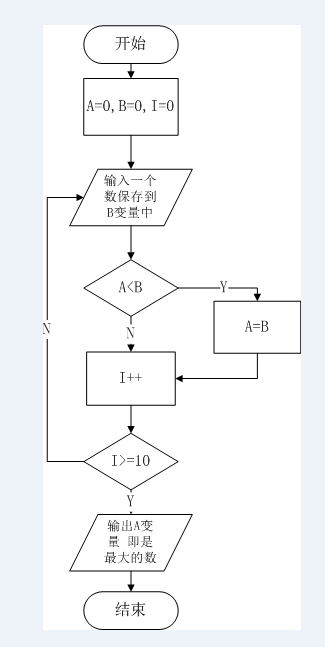 开始
A=0,B=0,I=0
输入一个
数保存到
B变量中
A<B
Y
A=B
N
I++
N
I>=10
Y
输出A变
量 即是
最大的数
结束